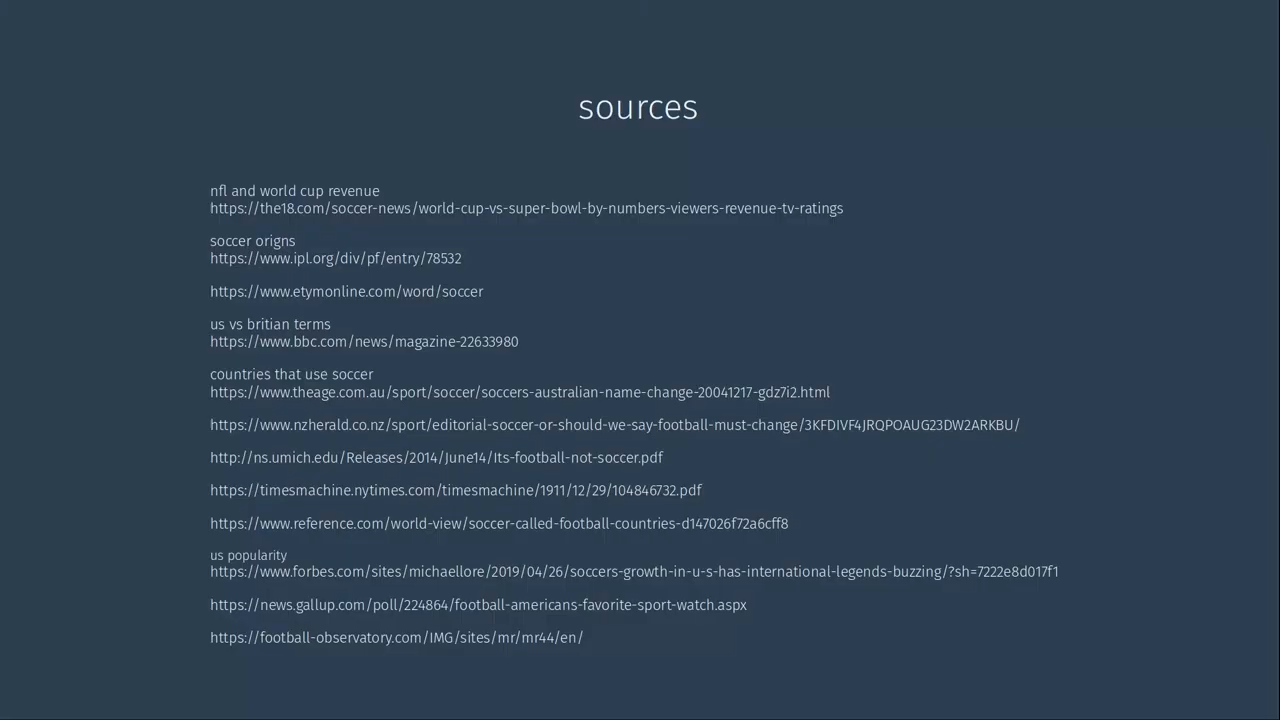 sources
nfl and world cup revenue
https://the18.com/soccer-news/world-cup-vs-super-bowl-by-numbers-viewers-revenue-tv-ratings
soccer origns
https://www.ipl.org/div/pf/entry/78532
https://www.etymonline.com/word/soccer
us vs britian terms
https://www.bbc.com/news/magazine-22633980
countries that use soccer
https://www.theage.com.au/sport/soccer/soccers-australian-name-change-20041217-gdz7i2.html
https://www.nzherald.co.nz/sport/editorial-soccer-or-should-we-say-football-must-change/3KFDIVF4JRQPOAUG23DW2ARKBU/
http://ns.umich.edu/Releases/2014/June14/Its-football-not-soccer.pdf
https://timesmachine.nytimes.com/timesmachine/1911/12/29/104846732.pdf
https://www.reference.com/world-view/soccer-called-football-countries-d147026f72a6cff8
us popularity
https://www.forbes.com/sites/michaellore/2019/04/26/soccers-growth-in-u-s-has-international-legends-buzzing/?sh=7222e8d017f1
https://news.gallup.com/poll/224864/football-americans-favorite-sport-watch.aspx
https://football-observatory.com/IMG/sites/mr/mr44/en/